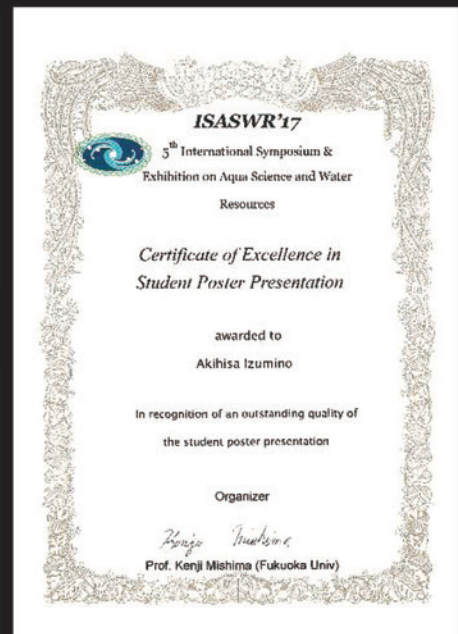 ISASWR'17
5th International Symposium &
Exhibition on Aqua Science and Water
Resources
Certificate of Excellence in
Student Poster Presentation
awarded to
Akihisa Izumino
In recognition of an outstanding quality of
the student poster presentation
Organizer
Kenji Mishima
Prof. Kenji Mishima (Fukuoka Univ)